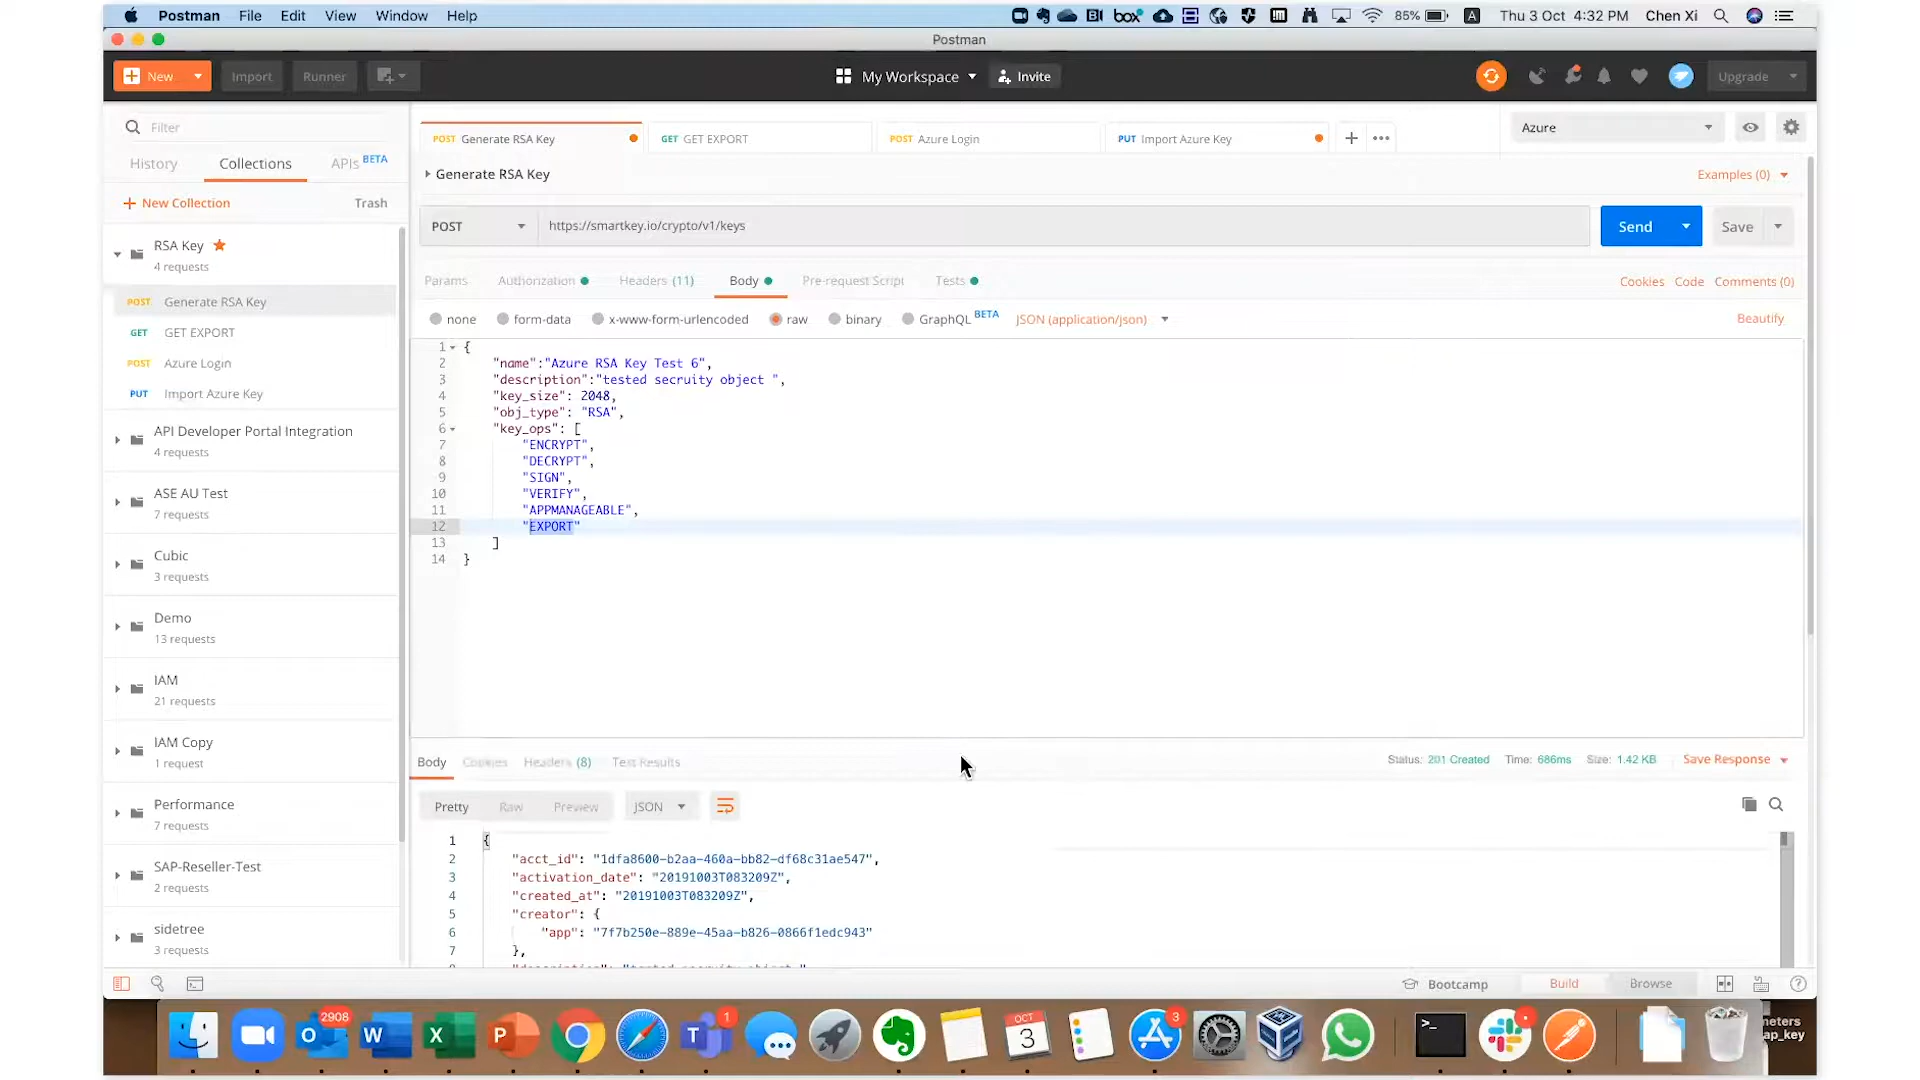 Postman File Edit View Window Help
85% A Thu 3 Oct 4:32 PM Chen Xi
Postman
New Import Runner My Workspace Invite Upgrade
Filter
History Collections APIs BETA
New Collection Trash
RSA Key
4 requests
POST Generate RSA Key
GET GET EXPORT
POST Azure Login
PUT Import Azure Key
API Developer Portal Integration
4 requests
ASE AU Test
7 requests
Cubic
3 requests
Demo
13 requests
IAM
21 requests
IAM Copy
1 request
Performance
7 requests
SAP-Reseller-Test
2 requests
sidetree
3 requests
POST Generate RSA Key GET GET EXPORT POST Azure Login PUT Import Azure Key Azure
Generate RSA Key Examples (0)
POST https://smartkey.io/crypto/v1/keys Send Save
Params Authorization Headers (11) Body Pre-request Script Tests Cookies Code Comments (0)
none form-data x-www-form-urlencoded raw binary GraphQL BETA JSON (application/json) Beautify
1 {
2 "name":"Azure RSA Key Test 6",
3 "description":"tested secruity object ",
4 "key_size": 2048,
5 "obj_type": "RSA",
6 "key_ops": [
7 "ENCRYPT",
8 "DECRYPT",
9 "SIGN",
10 "VERIFY",
11 "APPMANAGEABLE",
12 "EXPORT"
13 ]
14 }
Body Cookies Headers (8) Test Results Status: 201 Created Time: 686ms Size: 1.42 KB Save Response
Pretty Raw Preview JSON
1 {
2 "acct_id": "1dfa8600-b2aa-460a-bb82-df68c31ae547",
3 "activation_date": "20191003T083209Z",
4 "created_at": "20191003T083209Z",
5 "creator": {
6 "app": "7f7b250e-889e-45aa-b826-0866f1edc943"
7 },
Bootcamp Build Browse
2908 1 OCT 3 3
meters
ap_key